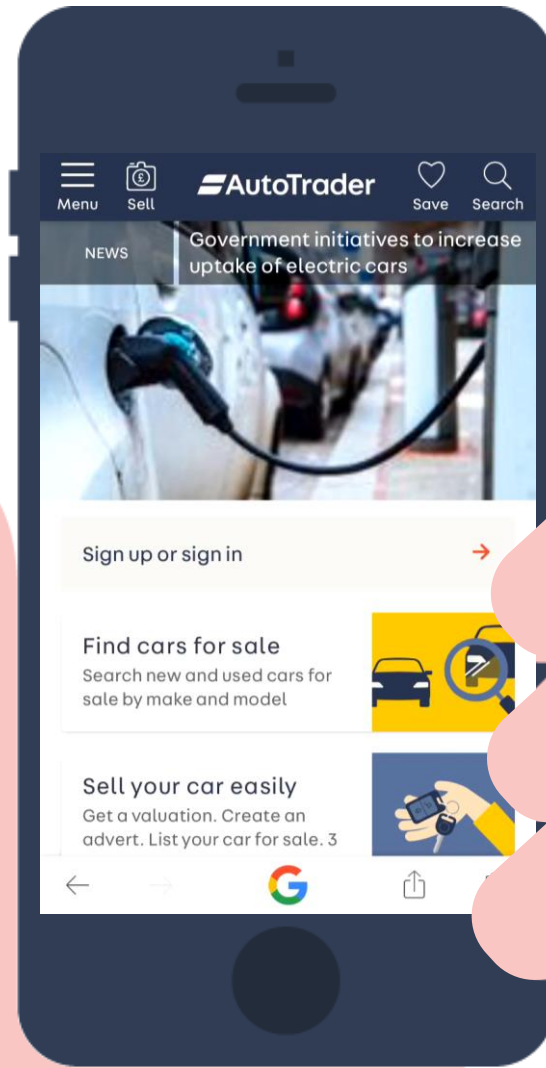 AutoTrader
Menu Sell Save Search
NEWS
Government initiatives to increase
uptake of electric cars
Sign up or sign in
Find cars for sale
Search new and used cars for
sale by make and model
Sell your car easily
Get a valuation. Create an
advert. List your car for sale. 3